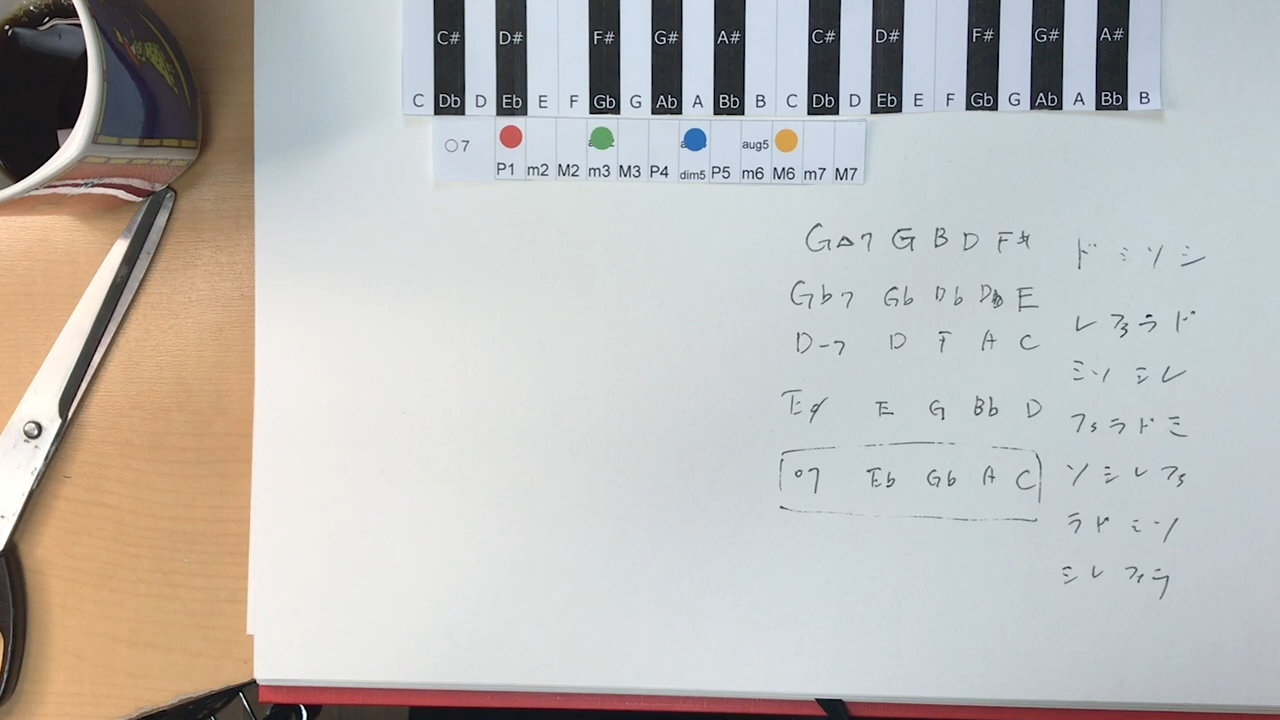 C# D# F# G# A# C# D# F# G# A#
C Db D Eb E F Gb G Ab A Bb B C Db D Eb E F Gb G Ab A Bb B
○7 aug5
P1 m2 M2 m3 M3 P4 dim5 P5 m6 M6 m7 M7
G△7 G B D F#
ド ミ ソ シ
Gb7 Gb Db E
レ ファ ラ ド
D-7 D F A C
ミ ソ シ レ
Eø E G Bb D
ファ ラ ド ミ
o7 Eb Gb A C
ソ シ レ ファ
ラ ド ミ ソ
シ レ ファ ラ